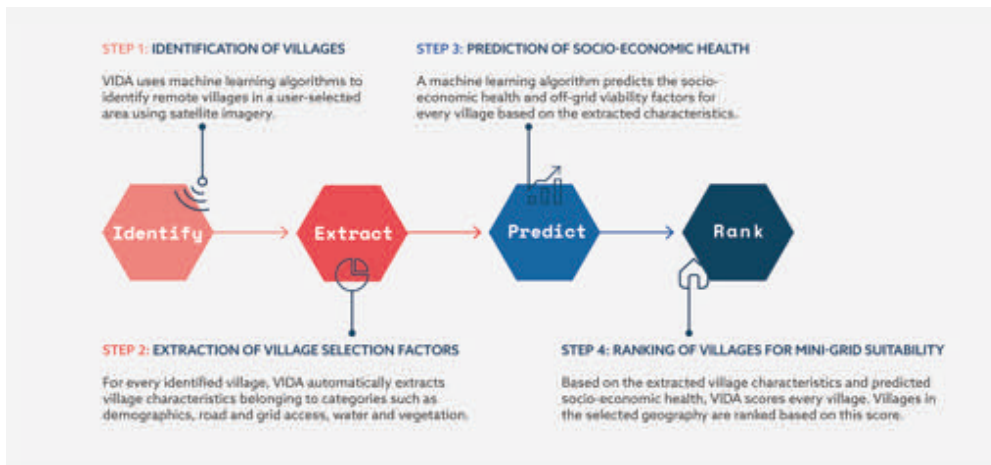 STEP 1: IDENTIFICATION OF VILLAGES
VIDA uses machine learning algorithms to
identify remote villages in a user-selected
area using satellite imagery.
STEP 3: PREDICTION OF SOCIO-ECONOMIC HEALTH
A machine learning algorithm predicts the socio-
economic health and off-grid viability factors for
every village based on the extracted characteristics.
Identify
Extract
Predict
Rank
STEP 2: EXTRACTION OF VILLAGE SELECTION FACTORS
For every identified village, VIDA automatically extracts
village characteristics belonging to categories such as
demographics, road and grid access, water and vegetation.
STEP 4: RANKING OF VILLAGES FOR MINI-GRID SUITABILITY
Based on the extracted village characteristics and predicted
socio-economic health, VIDA scores every village. Villages in
the selected geography are ranked based on this score.